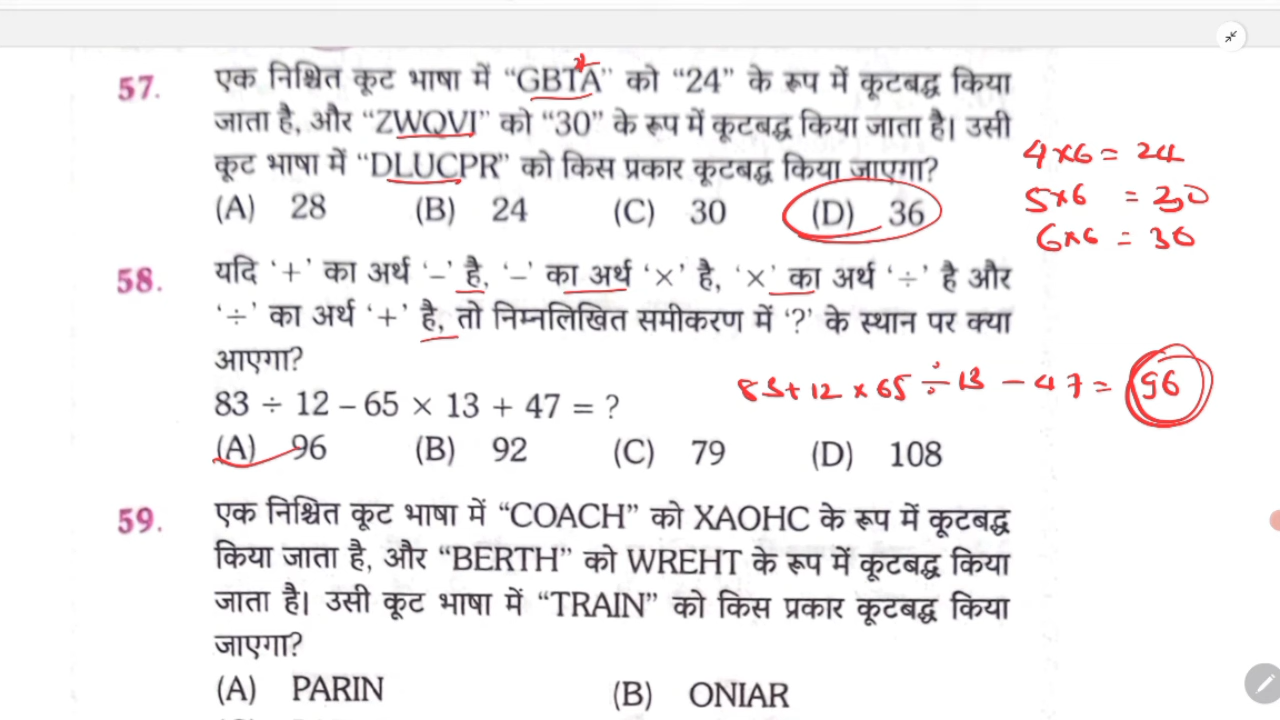 57. एक निश्चित कूट भाषा में “GBTA” को “24” के रूप में कूटबद्ध किया
जाता है, और “ZWQVI” को “30” के रूप में कूटबद्ध किया जाता है। उसी
कूट भाषा में “DLUCPR” को किस प्रकार कूटबद्ध किया जाएगा?
(A) 28 (B) 24 (C) 30 (D) 36
4×6 = 24
5×6 = 30
6×6 = 36
58. यदि ‘+’ का अर्थ ‘–’ है, ‘–’ का अर्थ ‘×’ है, ‘×’ का अर्थ ‘÷’ है और
‘÷’ का अर्थ ‘+’ है, तो निम्नलिखित समीकरण में ‘?’ के स्थान पर क्या
आएगा?
83 ÷ 12 – 65 × 13 + 47 = ?
83+12×65÷13–47= 96
(A) 96 (B) 92 (C) 79 (D) 108
59. एक निश्चित कूट भाषा में “COACH” को XAOHC के रूप में कूटबद्ध
किया जाता है, और “BERTH” को WREHT के रूप में कूटबद्ध किया
जाता है। उसी कूट भाषा में “TRAIN” को किस प्रकार कूटबद्ध किया
जाएगा?
(A) PARIN (B) ONIAR